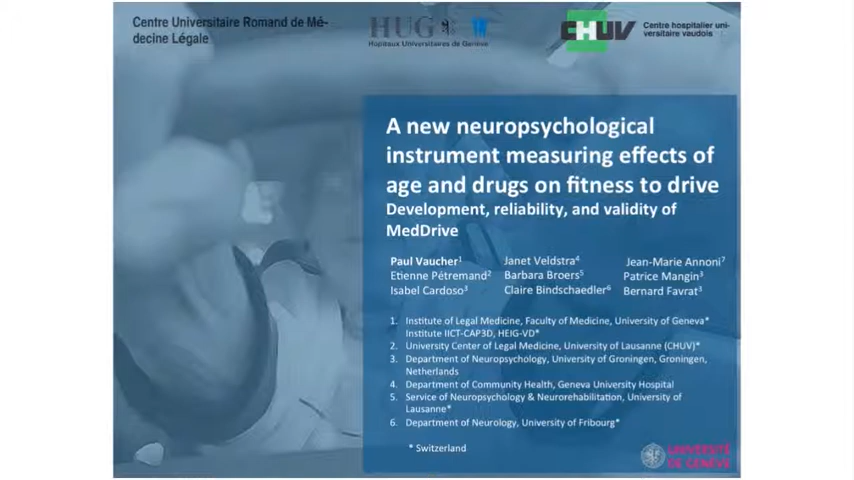 Centre Universitaire Romand de Mé-
decine Légale
HUG
Hôpitaux Universitaires de Genève
CHUV
Centre hospitalier uni-
versitaire vaudois
A new neuropsychological
instrument measuring effects of
age and drugs on fitness to drive
Development, reliability, and validity of
MedDrive
Paul Vaucher¹ Janet Veldstra⁴ Jean-Marie Annoni⁷
Etienne Pétremand² Barbara Broers⁵ Patrice Mangin³
Isabel Cardoso³ Claire Bindschaedler⁶ Bernard Favrat³
1. Institute of Legal Medicine, Faculty of Medicine, University of Geneva*
Institute IICT-CAP3D, HEIG-VD*
2. University Center of Legal Medicine, University of Lausanne (CHUV)*
3. Department of Neuropsychology, University of Groningen, Groningen,
Netherlands
4. Department of Community Health, Geneva University Hospital
5. Service of Neuropsychology & Neurorehabilitation, University of
Lausanne*
6. Department of Neurology, University of Fribourg*
* Switzerland
UNIVERSITÉ
DE GENÈVE